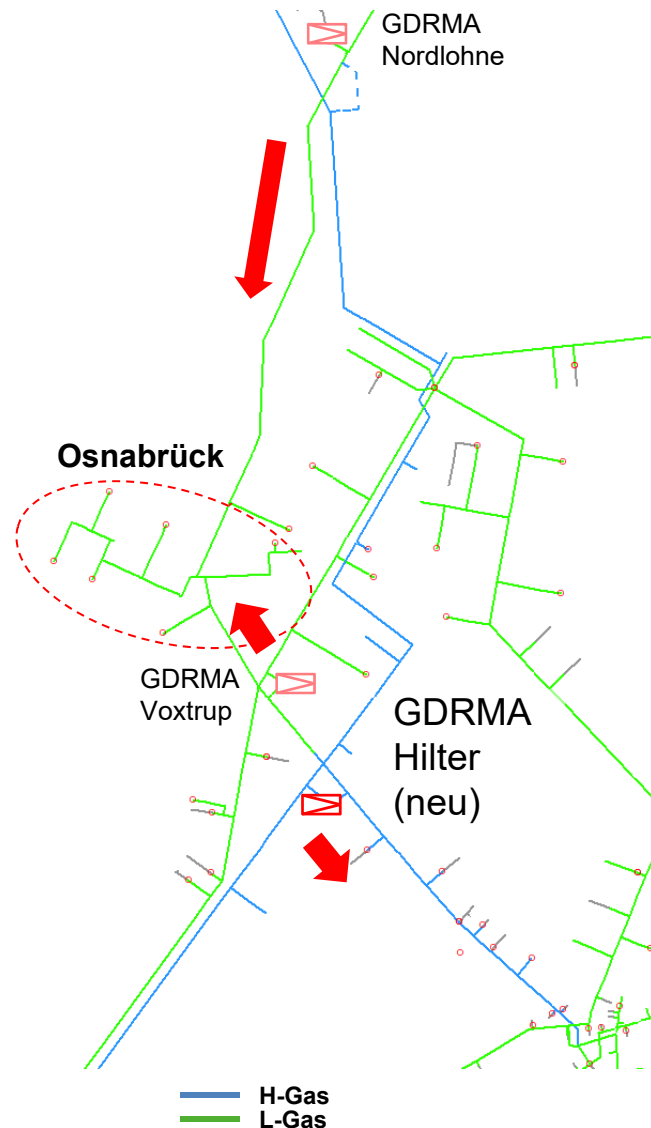 GDRMA
Nordlohne
Osnabrück
GDRMA
Voxtrup
GDRMA
Hilter
(neu)
H-Gas
L-Gas